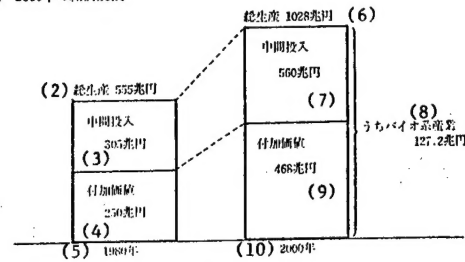 総生産 1028兆円 (6)
中間投入
560兆円
(7)
(2) 総生産 555兆円
(8)
うちバイオ系産業
127.2兆円
中間投入
305兆円
(3)
付加価値
468兆円
(9)
付加価値
250兆円
(4)
(5) 1980年
(10) 2000年